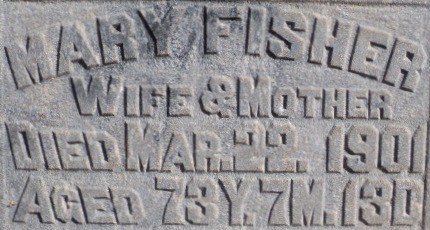 MARY FISHER
WIFE & MOTHER
DIED MAR. 22. 1901
AGED 73Y. 7M. 13D